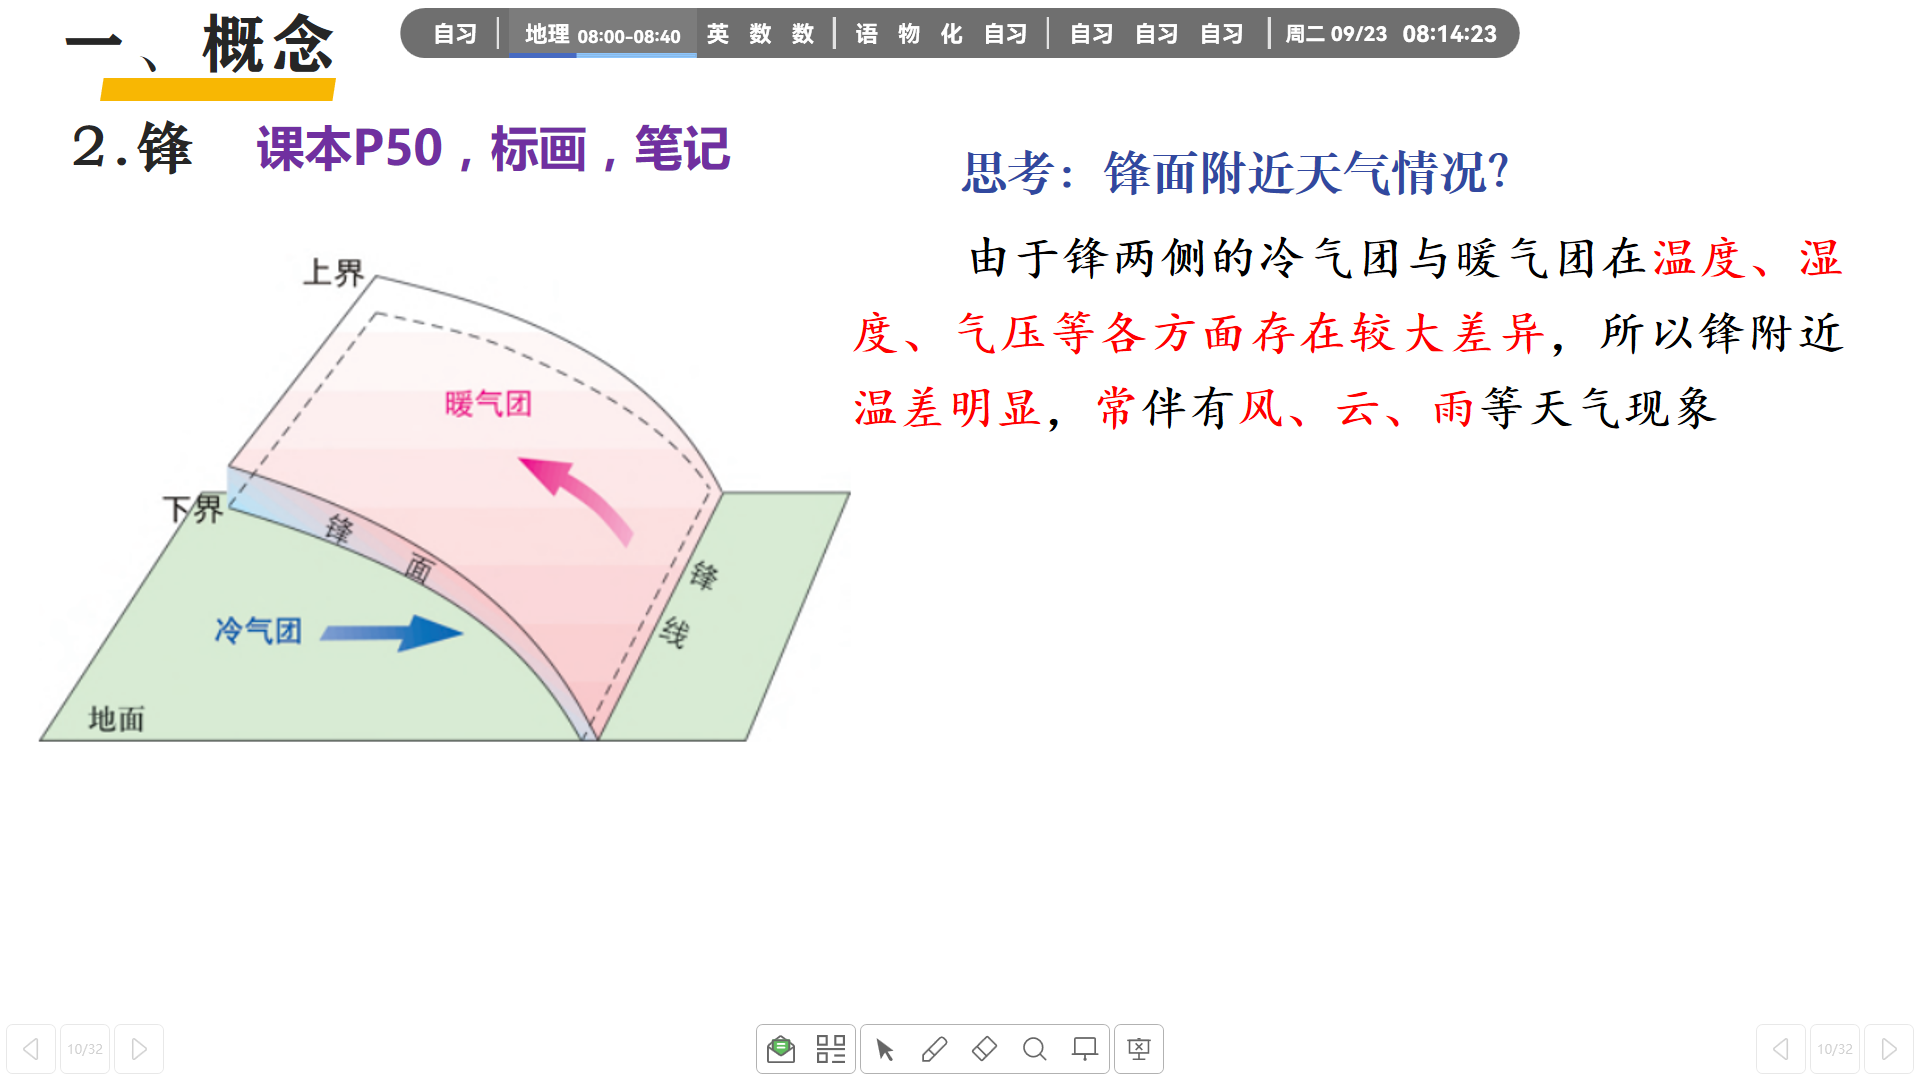 一、概念
自习 地理 08:00-08:40 英 数 数 语 物 化 自习 自习 自习 自习 周二 09/23 08:14:23
2.锋 课本P50，标画，笔记
思考：锋面附近天气情况？
由于锋两侧的冷气团与暖气团在温度、湿
度、气压等各方面存在较大差异，所以锋附近
温差明显，常伴有风、云、雨等天气现象
上界
暖气团
下界
锋面
锋线
冷气团
地面
10/32
10/32